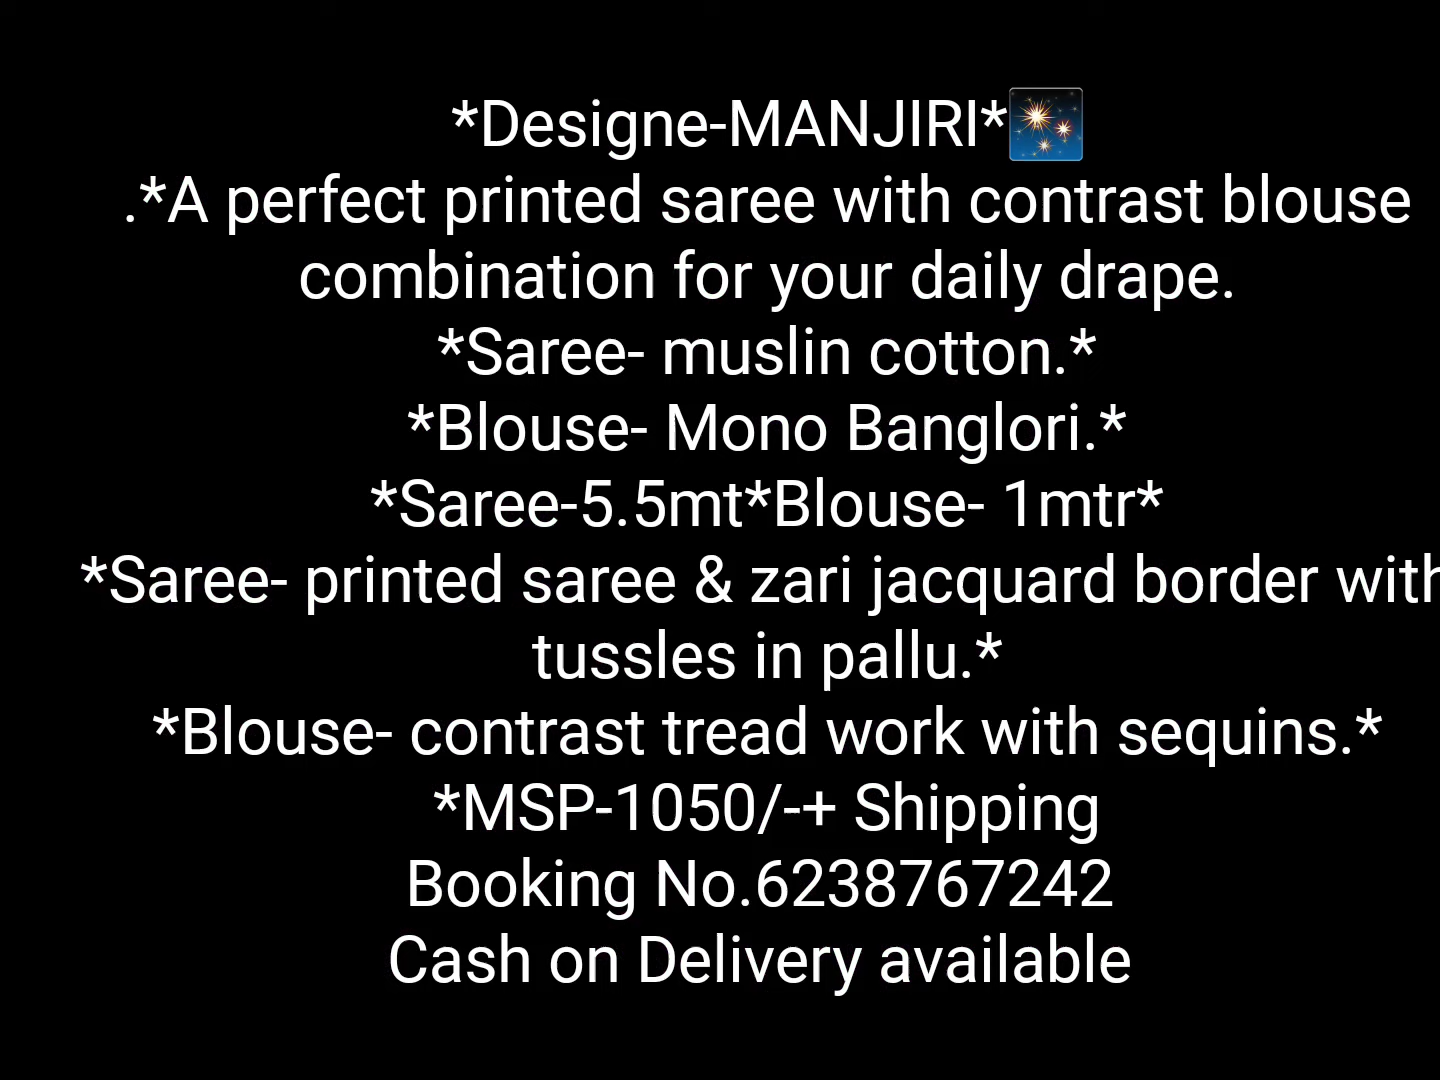 *Designe-MANJIRI*🎇
.*A perfect printed saree with contrast blouse
combination for your daily drape.
*Saree- muslin cotton.*
*Blouse- Mono Banglori.*
*Saree-5.5mt*Blouse- 1mtr*
*Saree- printed saree & zari jacquard border with
tussles in pallu.*
*Blouse- contrast tread work with sequins.*
*MSP-1050/-+ Shipping
Booking No.6238767242
Cash on Delivery available